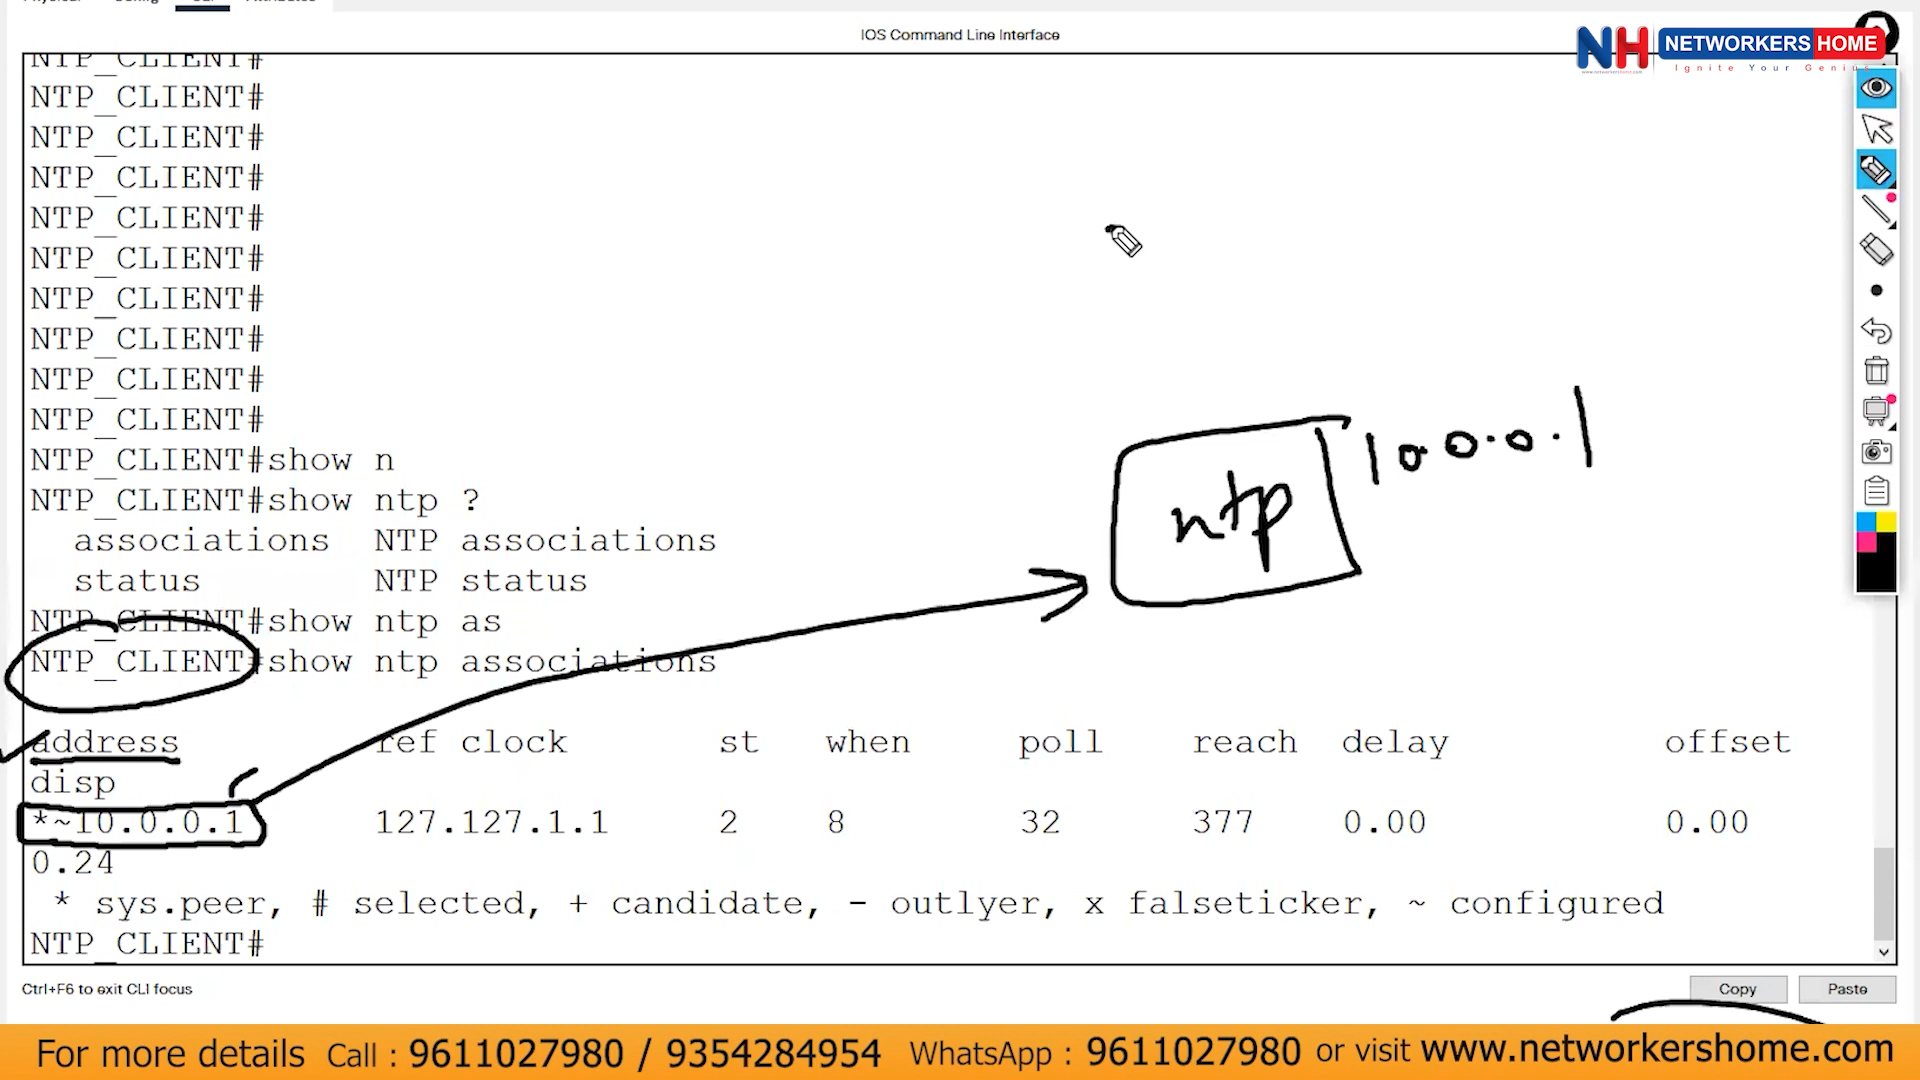 IOS Command Line Interface
NH NETWORKERS HOME
Ignite Your Genius
NTP_CLIENT#
NTP_CLIENT#
NTP_CLIENT#
NTP_CLIENT#
NTP_CLIENT#
NTP_CLIENT#
NTP_CLIENT#
NTP_CLIENT#
NTP_CLIENT#
NTP_CLIENT#
NTP_CLIENT#show n
NTP_CLIENT#show ntp ?
associations NTP associations
status NTP status
NTP_CLIENT#show ntp as
NTP_CLIENT#show ntp associations
ntp
10.0.0.1
address ref clock st when poll reach delay offset
disp
*~10.0.0.1 127.127.1.1 2 8 32 377 0.00 0.00
0.24
* sys.peer, # selected, + candidate, - outlyer, x falseticker, ~ configured
NTP_CLIENT#
Ctrl+F6 to exit CLI focus
Copy
Paste
For more details Call : 9611027980 / 9354284954 WhatsApp : 9611027980 or visit www.networkershome.com